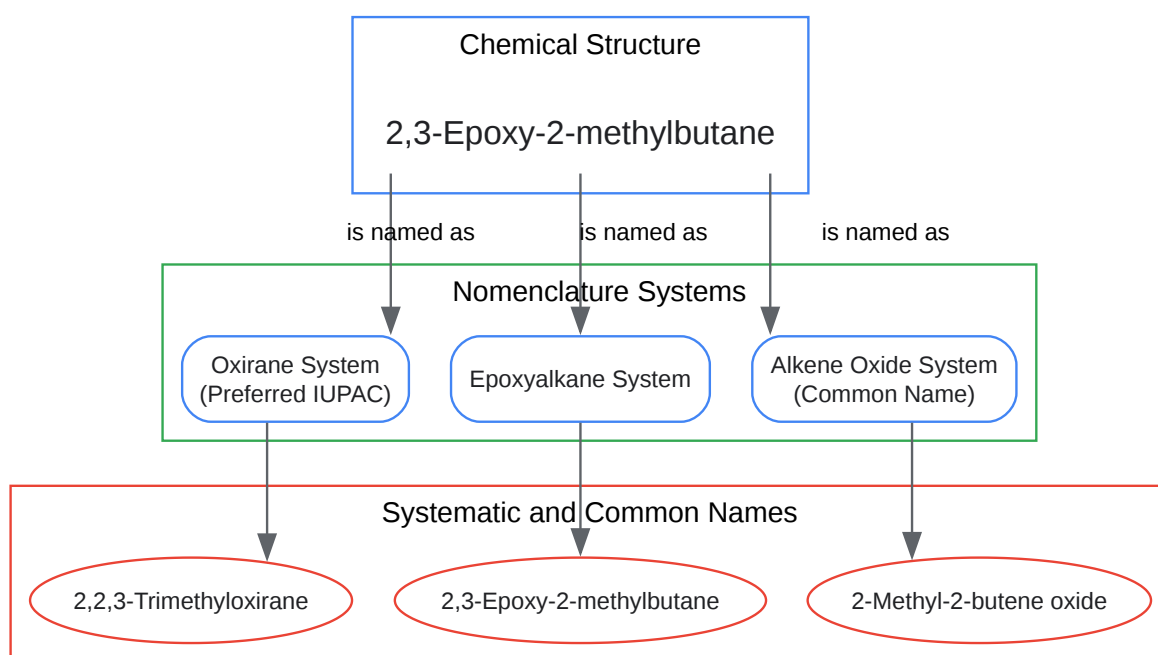 Chemical Structure
2,3-Epoxy-2-methylbutane
is named as
is named as
is named as
Nomenclature Systems
Oxirane System
(Preferred IUPAC)
Epoxyalkane System
Alkene Oxide System
(Common Name)
Systematic and Common Names
2,2,3-Trimethyloxirane
2,3-Epoxy-2-methylbutane
2-Methyl-2-butene oxide